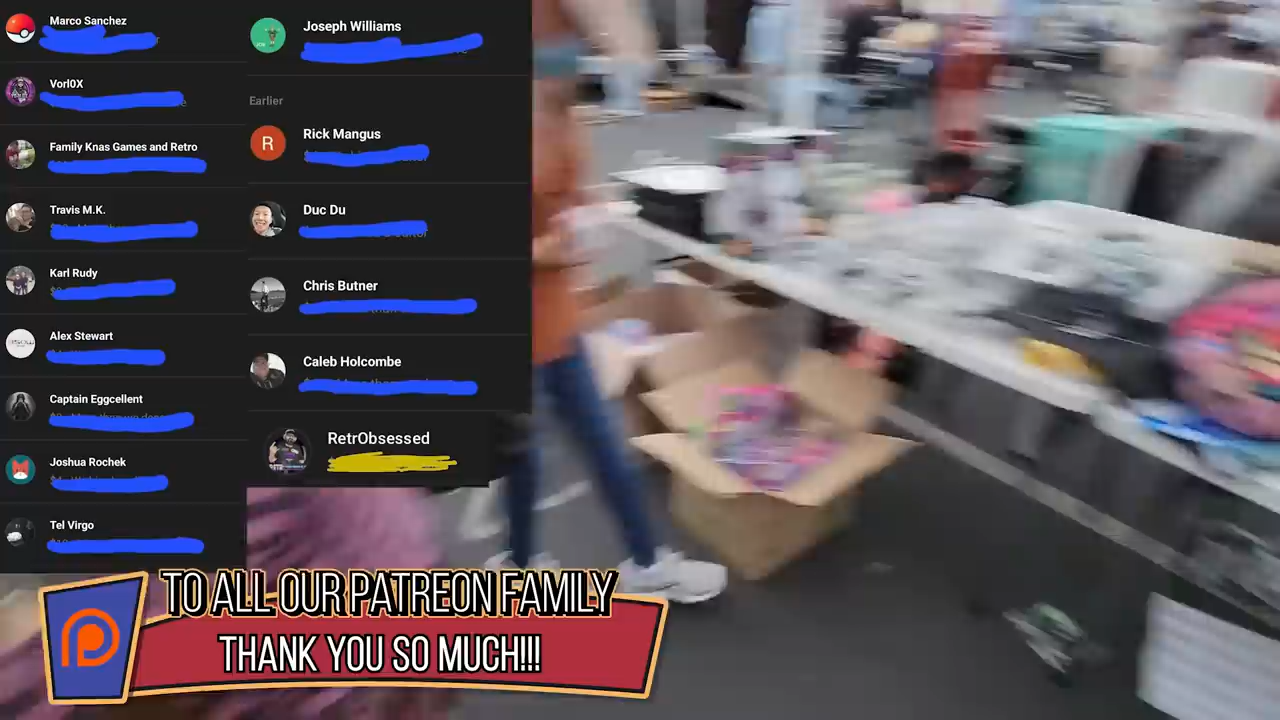 Marco Sanchez
Vorl0X
Family Knas Games and Retro
Travis M.K.
Karl Rudy
Alex Stewart
Captain Eggcellent
Joshua Rochek
Tel Virgo
Joseph Williams
Earlier
R
Rick Mangus
Duc Du
Chris Butner
Caleb Holcombe
RetrObsessed
TO ALL OUR PATREON FAMILY
THANK YOU SO MUCH!!!